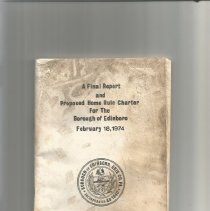 A Final Report
and
Proposed Home Rule Charter
For The
Borough of Edinboro
February 18, 1974